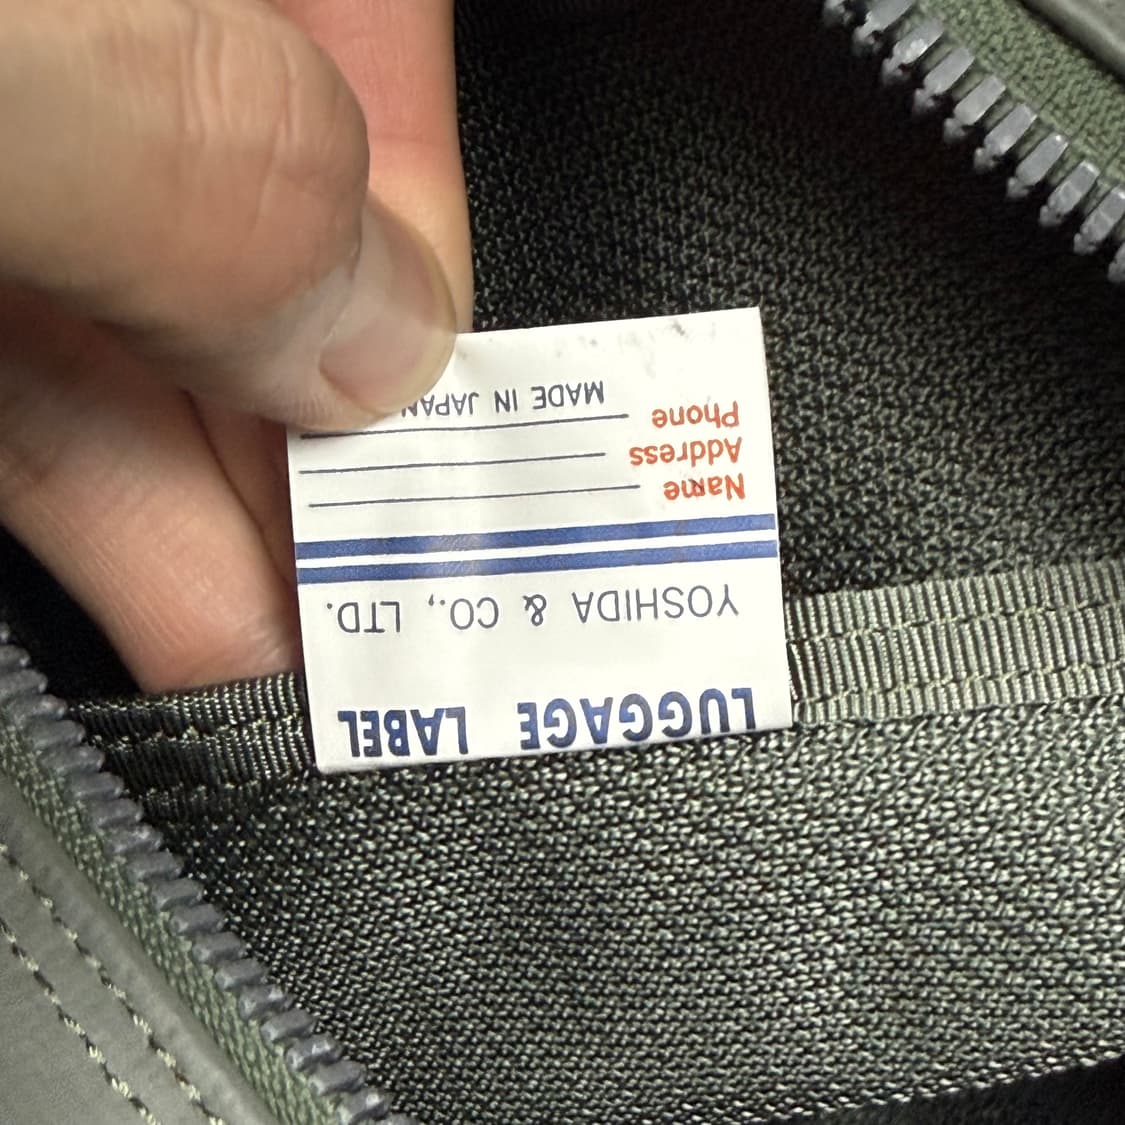 LUGGAGE LABEL
YOSHIDA & CO., LTD.
Name
Address
Phone
MADE IN JAPAN